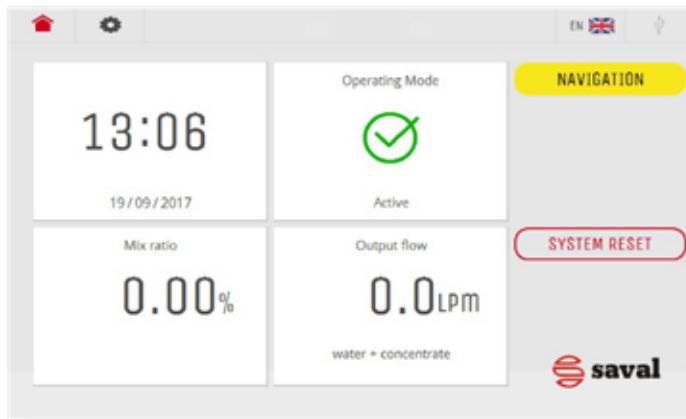 EN
13:06
19/09/2017
Operating Mode
Active
NAVIGATION
Mix ratio
0.00%
Output flow
0.0LPM
water + concentrate
SYSTEM RESET
saval